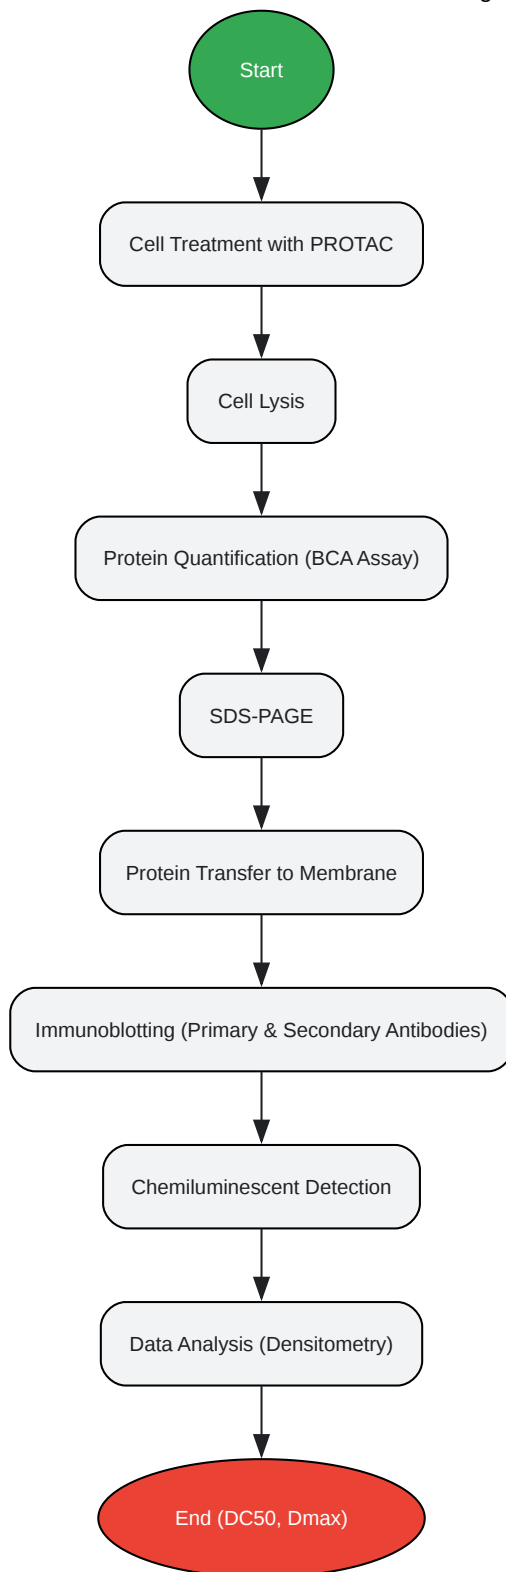 Start
Cell Treatment with PROTAC
Cell Lysis
Protein Quantification (BCA Assay)
SDS-PAGE
Protein Transfer to Membrane
Immunoblotting (Primary & Secondary Antibodies)
Chemiluminescent Detection
Data Analysis (Densitometry)
End (DC50, Dmax)